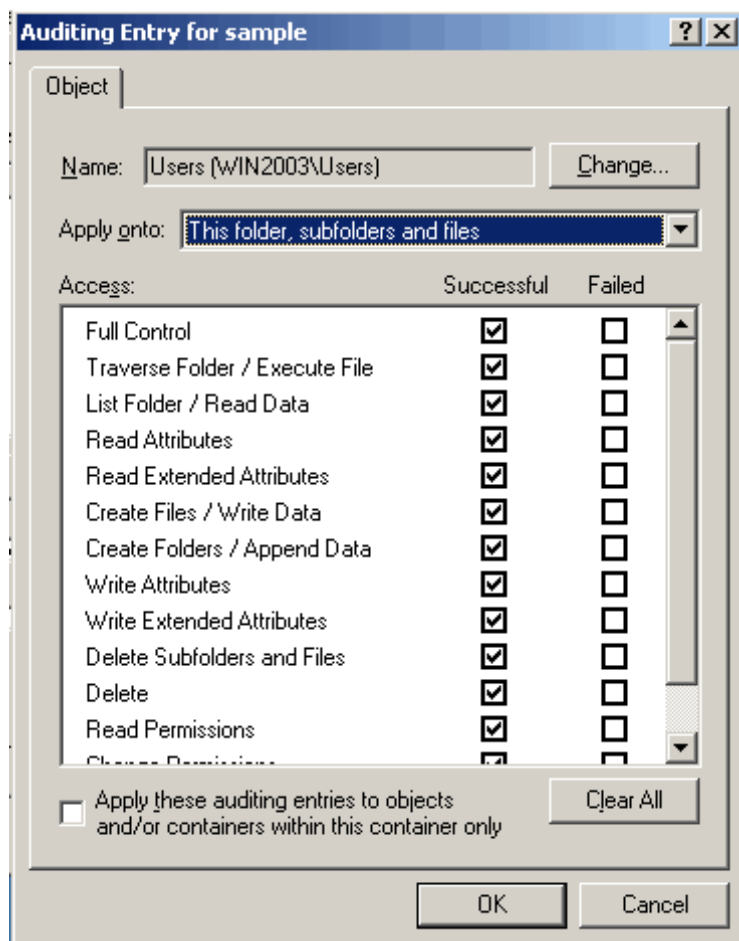 Auditing Entry for sample
Object
Name: Users (WIN2003\Users) Change...
Apply onto: This folder, subfolders and files
Access: Successful Failed
Full Control
Traverse Folder / Execute File
List Folder / Read Data
Read Attributes
Read Extended Attributes
Create Files / Write Data
Create Folders / Append Data
Write Attributes
Write Extended Attributes
Delete Subfolders and Files
Delete
Read Permissions
Change Permissions
Apply these auditing entries to objects Clear All
and/or containers within this container only
OK Cancel